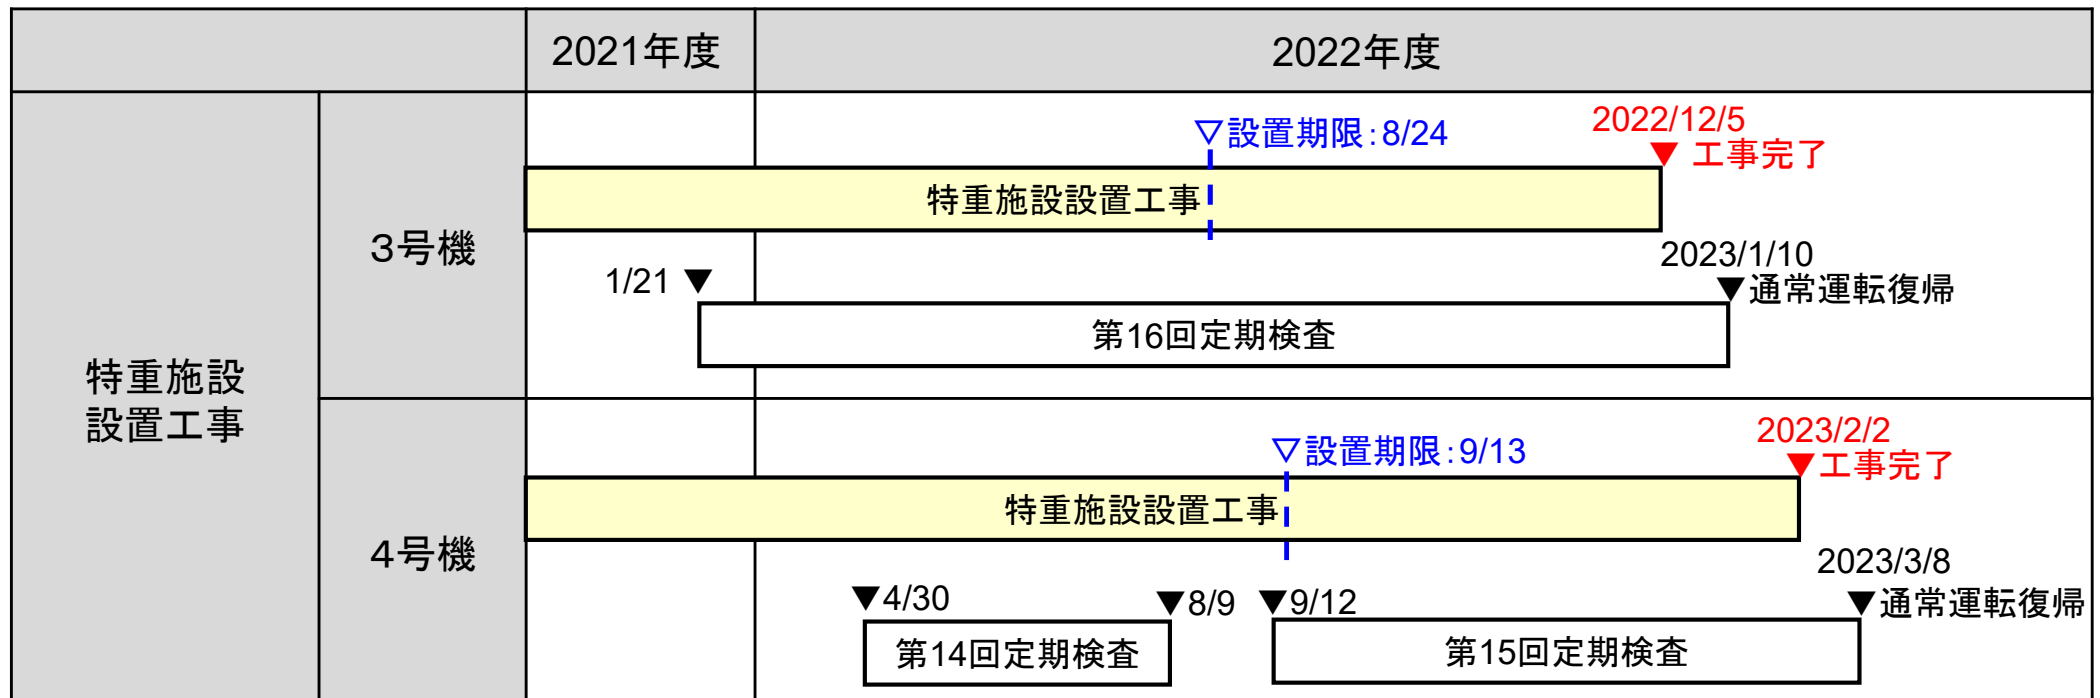 2021年度
2022年度
特重施設
設置工事
3号機
▽設置期限:8/24
2022/12/5
▼ 工事完了
特重施設設置工事
1/21 ▼
2023/1/10
▼通常運転復帰
第16回定期検査
4号機
▽設置期限:9/13
2023/2/2
▼工事完了
特重施設設置工事
2023/3/8
▼通常運転復帰
▼4/30
▼8/9
▼9/12
第14回定期検査
第15回定期検査